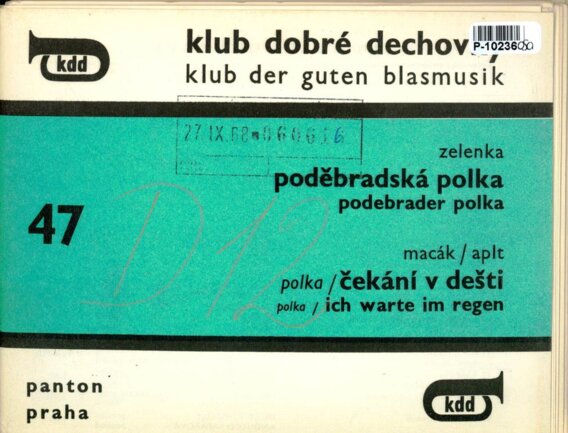 kdd
klub dobré dechovky
P-10236
klub der guten blasmusik
27.IX.68 060616
zelenka
poděbradská polka
podebrader polka
47
D12
macák / aplt
polka / čekání v dešti
polka / ich warte im regen
panton
praha
kdd